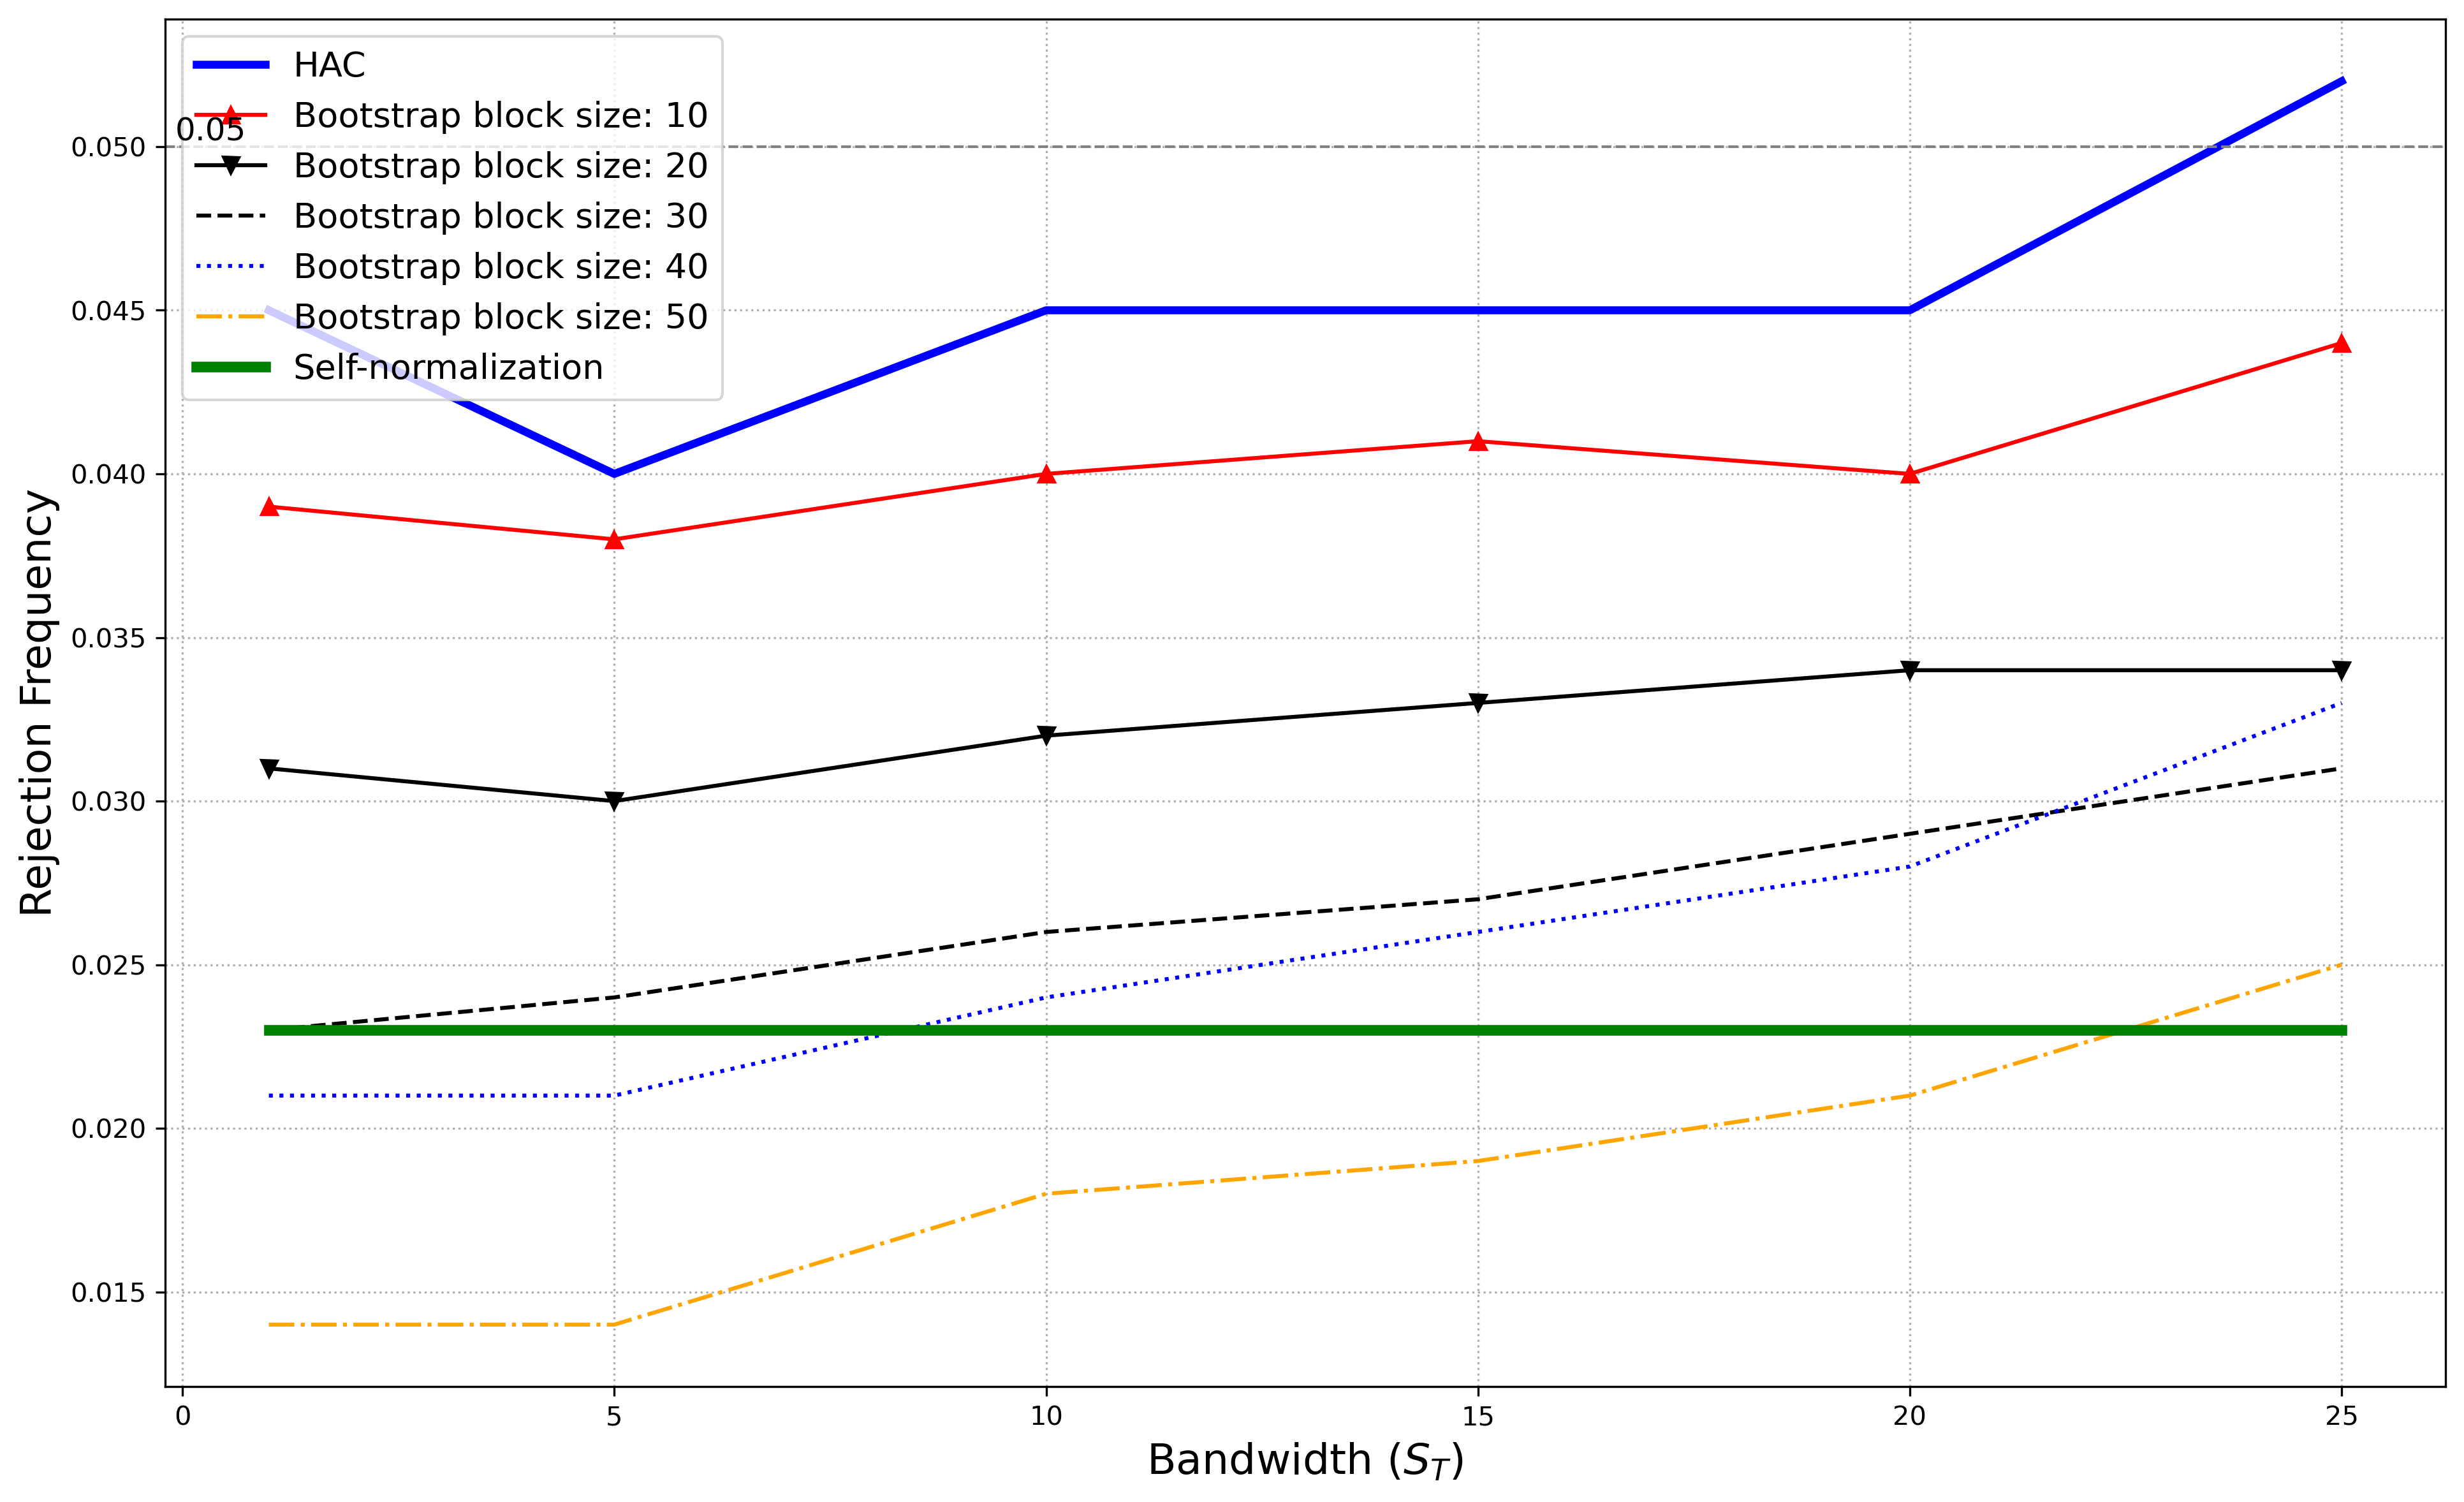 HAC
Bootstrap block size: 10
0.05
Bootstrap block size: 20
Bootstrap block size: 30
Bootstrap block size: 40
Bootstrap block size: 50
Self-normalization
0.050
0.045
0.040
0.035
0.030
0.025
0.020
0.015
Rejection Frequency
0 5 10 15 20 25
Bandwidth (S_T)